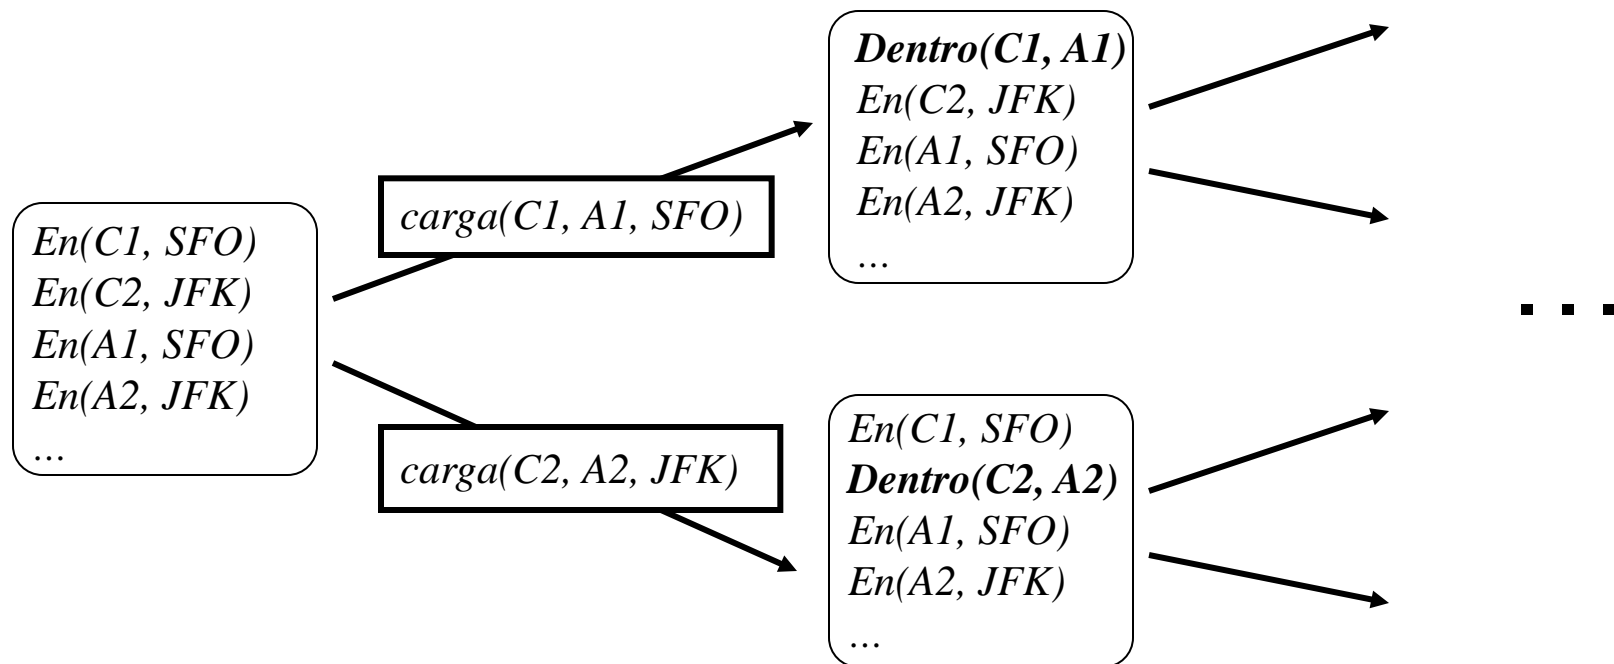 En(C1, SFO)
En(C2, JFK)
En(A1, SFO)
En(A2, JFK)
...
carga(C1, A1, SFO)
carga(C2, A2, JFK)
Dentro(C1, A1)
En(C2, JFK)
En(A1, SFO)
En(A2, JFK)
...
En(C1, SFO)
Dentro(C2, A2)
En(A1, SFO)
En(A2, JFK)
...
. . .